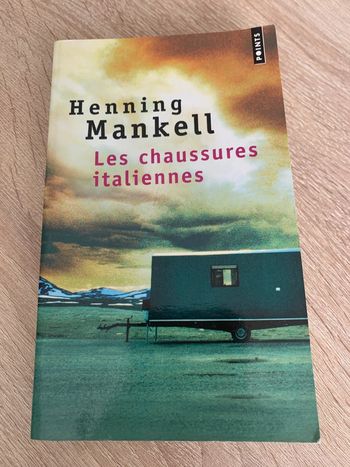 POINTS
Henning
Mankell
Les chaussures
italiennes